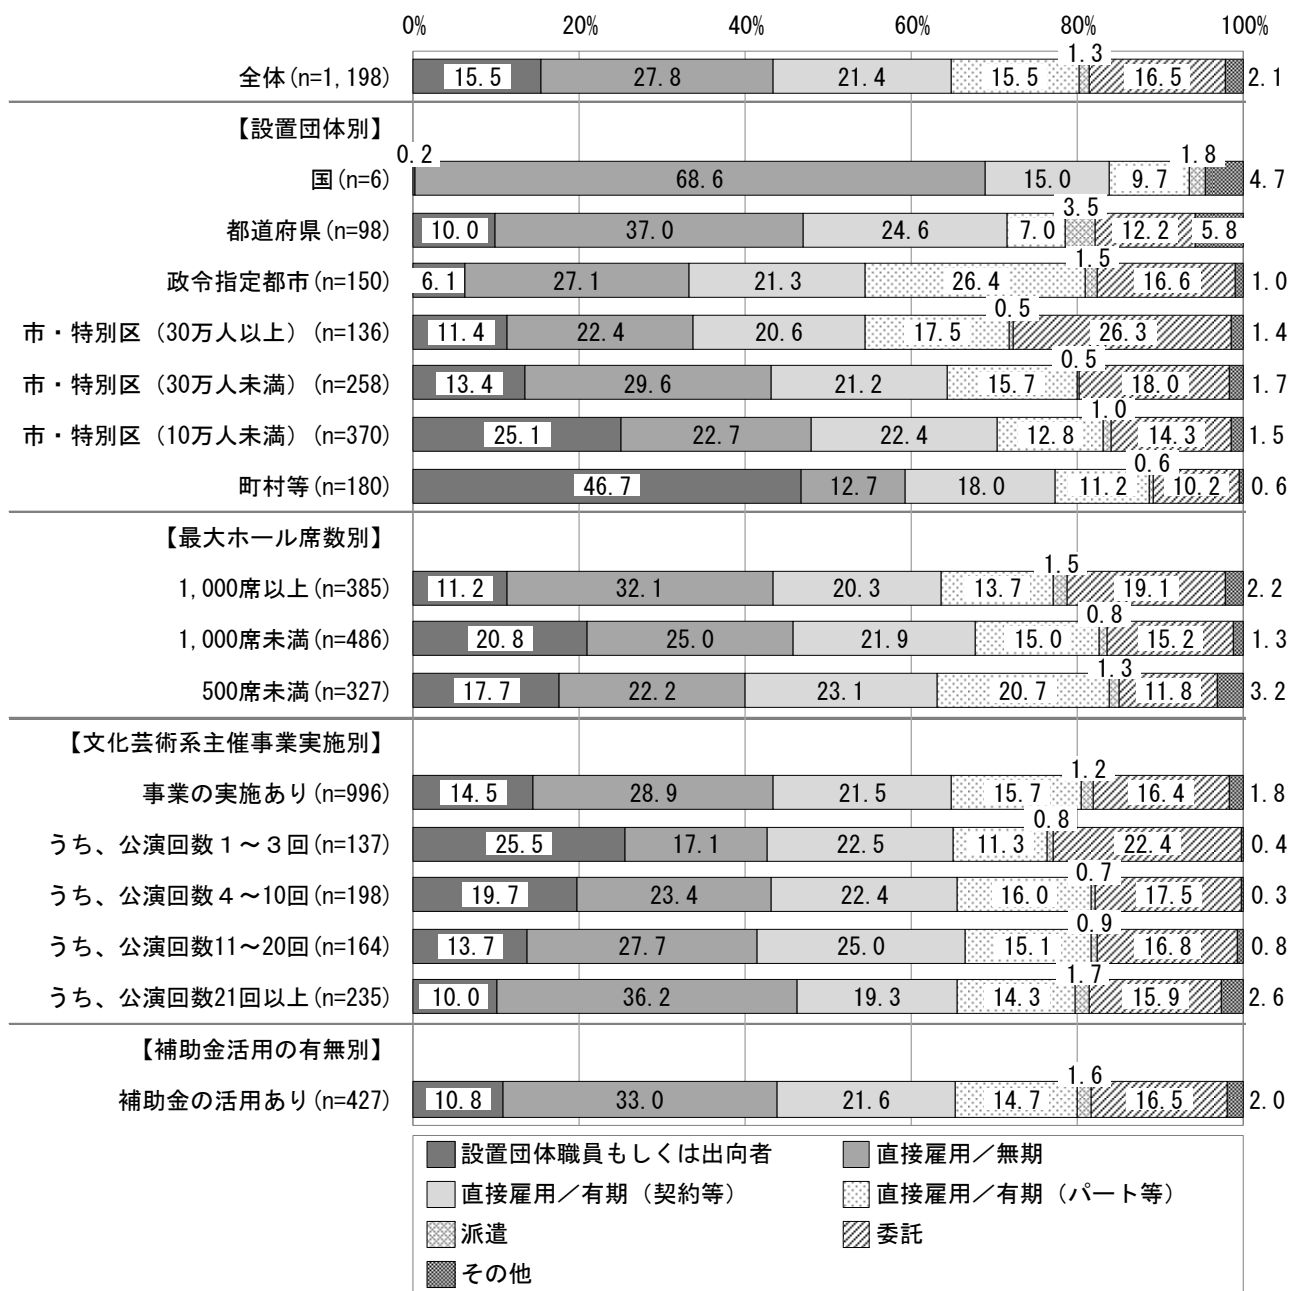 0% 20% 40% 60% 80% 100%
全体(n=1,198) 15.5 27.8 21.4 15.5 1.3 16.5 2.1
【設置団体別】
国(n=6) 0.2 68.6 15.0 9.7 1.8 4.7
都道府県(n=98) 10.0 37.0 24.6 7.0 3.5 12.2 5.8
政令指定都市(n=150) 6.1 27.1 21.3 26.4 1.5 16.6 1.0
市・特別区（30万人以上）(n=136) 11.4 22.4 20.6 17.5 0.5 26.3 1.4
市・特別区（30万人未満）(n=258) 13.4 29.6 21.2 15.7 0.5 18.0 1.7
市・特別区（10万人未満）(n=370) 25.1 22.7 22.4 12.8 1.0 14.3 1.5
町村等(n=180) 46.7 12.7 18.0 11.2 0.6 10.2 0.6
【最大ホール席数別】
1,000席以上(n=385) 11.2 32.1 20.3 13.7 1.5 19.1 2.2
1,000席未満(n=486) 20.8 25.0 21.9 15.0 0.8 15.2 1.3
500席未満(n=327) 17.7 22.2 23.1 20.7 1.3 11.8 3.2
【文化芸術系主催事業実施別】
事業の実施あり(n=996) 14.5 28.9 21.5 15.7 1.2 16.4 1.8
うち、公演回数１～３回(n=137) 25.5 17.1 22.5 11.3 0.8 22.4 0.4
うち、公演回数４～10回(n=198) 19.7 23.4 22.4 16.0 0.7 17.5 0.3
うち、公演回数11～20回(n=164) 13.7 27.7 25.0 15.1 0.9 16.8 0.8
うち、公演回数21回以上(n=235) 10.0 36.2 19.3 14.3 1.7 15.9 2.6
【補助金活用の有無別】
補助金の活用あり(n=427) 10.8 33.0 21.6 14.7 1.6 16.5 2.0
設置団体職員もしくは出向者 直接雇用／無期
直接雇用／有期（契約等） 直接雇用／有期（パート等）
派遣 委託
その他